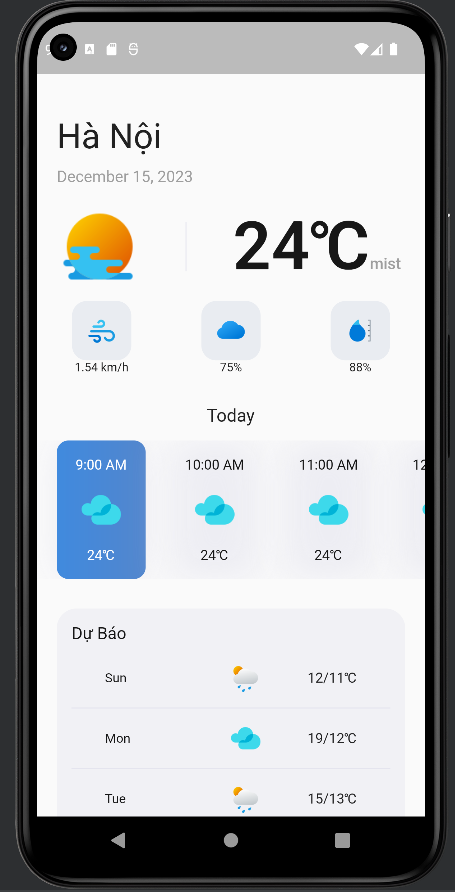 Hà Nội
December 15, 2023
24℃ mist
1.54 km/h 75% 88%
Today
9:00 AM 10:00 AM 11:00 AM
24℃ 24℃ 24℃
Dự Báo
Sun 12/11℃
Mon 19/12℃
Tue 15/13℃